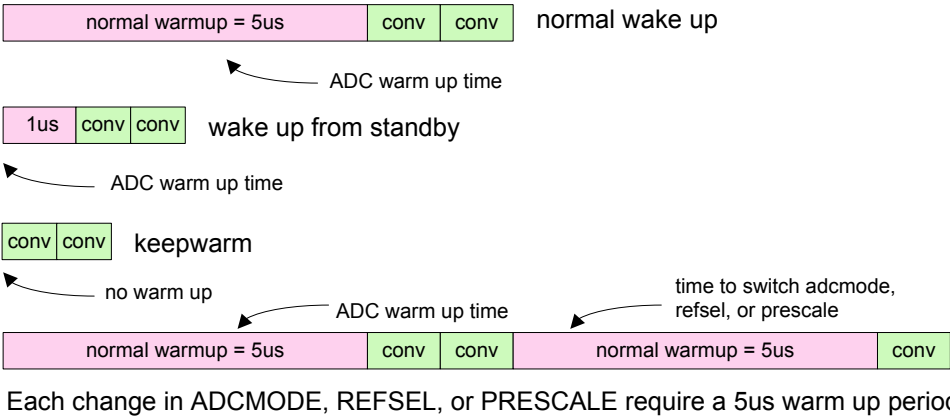 normal warmup = 5us conv conv normal wake up
ADC warm up time
1us conv conv wake up from standby
ADC warm up time
conv conv keepwarm
no warm up
ADC warm up time
time to switch adcmode,
refsel, or prescale
normal warmup = 5us conv conv normal warmup = 5us conv
Each change in ADCMODE, REFSEL, or PRESCALE require a 5us warm up perio